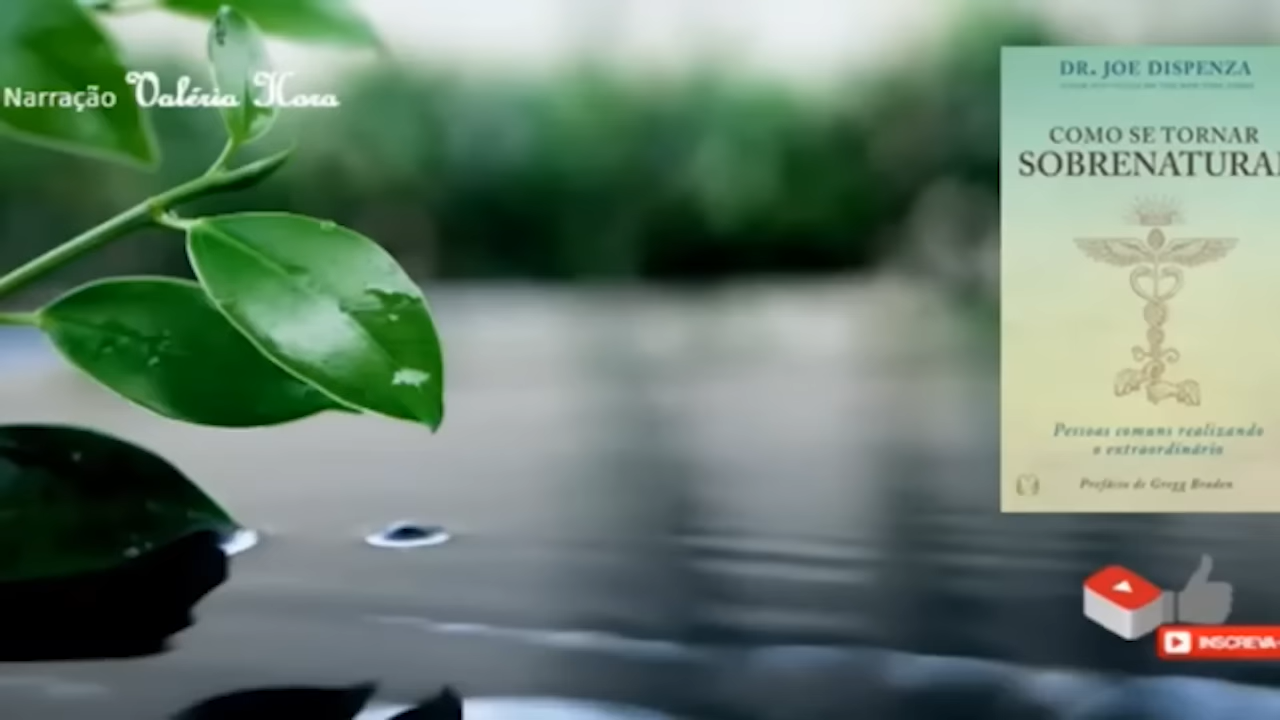 Narração Valéria Hora
DR. JOE DISPENZA
COMO SE TORNAR
SOBRENATURAL
Pessoas comuns realizando
o extraordinário
Prefácio de Gregg Braden
INSCREVA-